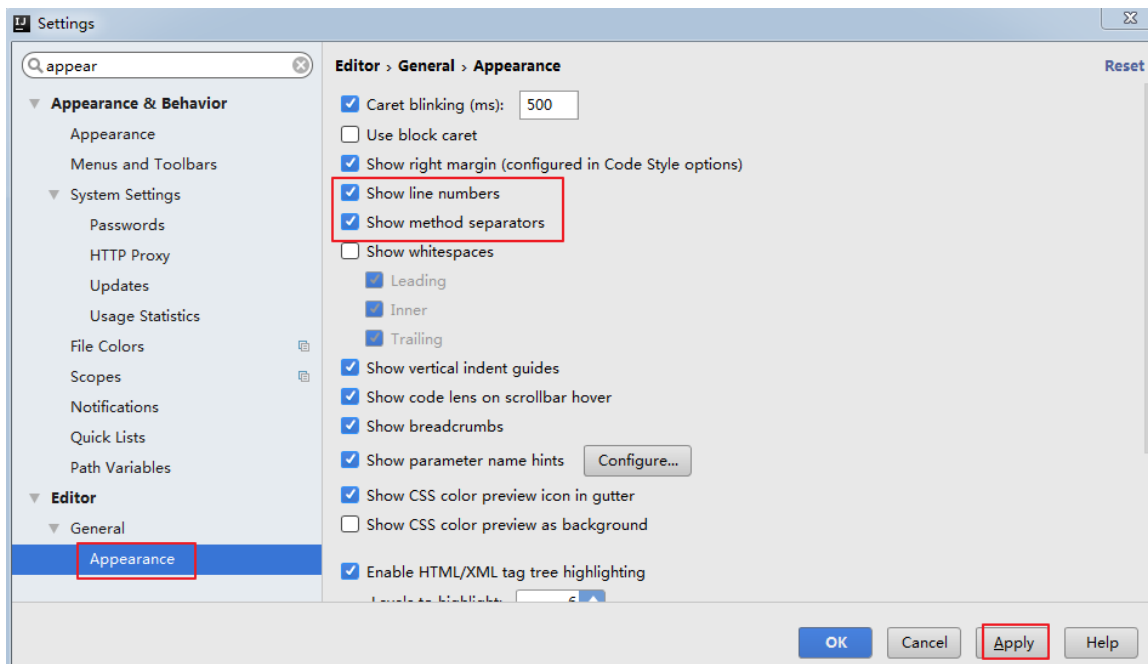 IJ Settings
appear
Appearance & Behavior
Appearance
Menus and Toolbars
System Settings
Passwords
HTTP Proxy
Updates
Usage Statistics
File Colors
Scopes
Notifications
Quick Lists
Path Variables
Editor
General
Appearance
Editor › General › Appearance
Reset
Caret blinking (ms): 500
Use block caret
Show right margin (configured in Code Style options)
Show line numbers
Show method separators
Show whitespaces
Leading
Inner
Trailing
Show vertical indent guides
Show code lens on scrollbar hover
Show breadcrumbs
Show parameter name hints Configure...
Show CSS color preview icon in gutter
Show CSS color preview as background
Enable HTML/XML tag tree highlighting
Levels to highlight: 6
OK Cancel Apply Help